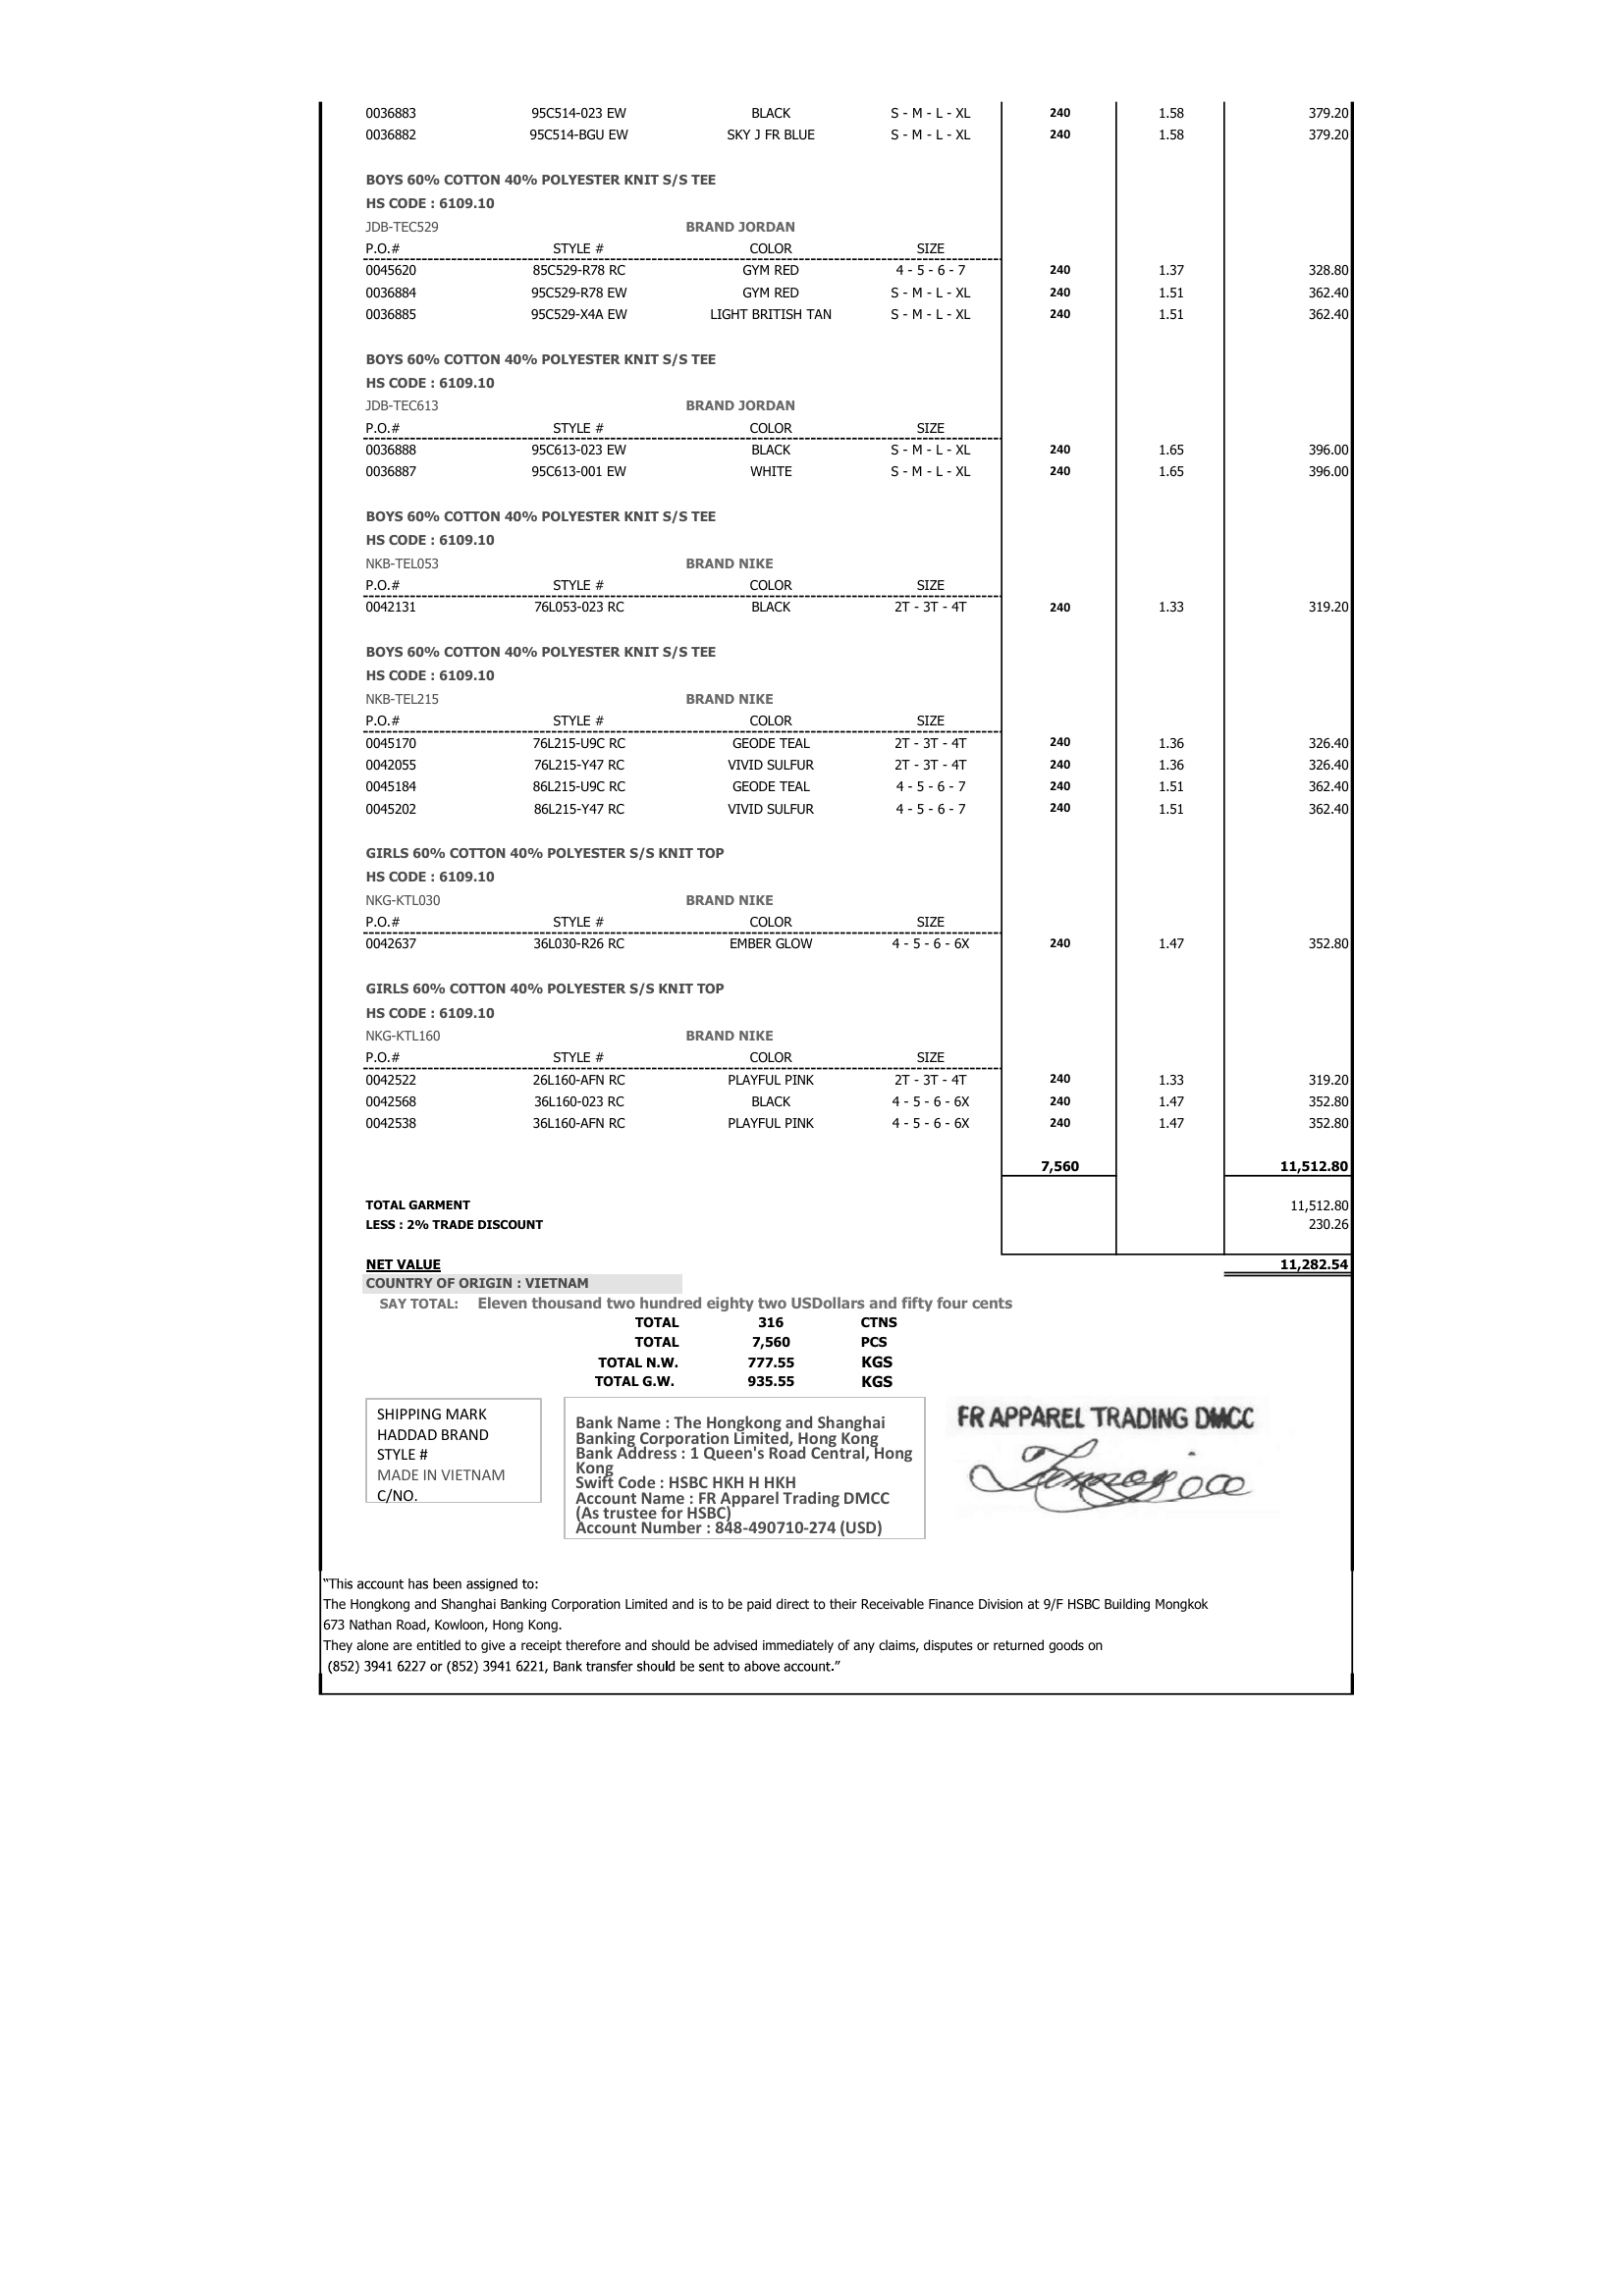 0036883 95C514-023 EW BLACK S - M - L - XL 240 1.58 379.20
0036882 95C514-BGU EW SKY J FR BLUE S - M - L - XL 240 1.58 379.20
BOYS 60% COTTON 40% POLYESTER KNIT S/S TEE
HS CODE : 6109.10
JDB-TEC529 BRAND JORDAN
P.O.# STYLE # COLOR SIZE
0045620 85C529-R78 RC GYM RED 4 - 5 - 6 - 7 240 1.37 328.80
0036884 95C529-R78 EW GYM RED S - M - L - XL 240 1.51 362.40
0036885 95C529-X4A EW LIGHT BRITISH TAN S - M - L - XL 240 1.51 362.40
BOYS 60% COTTON 40% POLYESTER KNIT S/S TEE
HS CODE : 6109.10
JDB-TEC613 BRAND JORDAN
P.O.# STYLE # COLOR SIZE
0036888 95C613-023 EW BLACK S - M - L - XL 240 1.65 396.00
0036887 95C613-001 EW WHITE S - M - L - XL 240 1.65 396.00
BOYS 60% COTTON 40% POLYESTER KNIT S/S TEE
HS CODE : 6109.10
NKB-TEL053 BRAND NIKE
P.O.# STYLE # COLOR SIZE
0042131 76L053-023 RC BLACK 2T - 3T - 4T 240 1.33 319.20
BOYS 60% COTTON 40% POLYESTER KNIT S/S TEE
HS CODE : 6109.10
NKB-TEL215 BRAND NIKE
P.O.# STYLE # COLOR SIZE
0045170 76L215-U9C RC GEODE TEAL 2T - 3T - 4T 240 1.36 326.40
0042055 76L215-Y47 RC VIVID SULFUR 2T - 3T - 4T 240 1.36 326.40
0045184 86L215-U9C RC GEODE TEAL 4 - 5 - 6 - 7 240 1.51 362.40
0045202 86L215-Y47 RC VIVID SULFUR 4 - 5 - 6 - 7 240 1.51 362.40
GIRLS 60% COTTON 40% POLYESTER S/S KNIT TOP
HS CODE : 6109.10
NKG-KTL030 BRAND NIKE
P.O.# STYLE # COLOR SIZE
0042637 36L030-R26 RC EMBER GLOW 4 - 5 - 6 - 6X 240 1.47 352.80
GIRLS 60% COTTON 40% POLYESTER S/S KNIT TOP
HS CODE : 6109.10
NKG-KTL160 BRAND NIKE
P.O.# STYLE # COLOR SIZE
0042522 26L160-AFN RC PLAYFUL PINK 2T - 3T - 4T 240 1.33 319.20
0042568 36L160-023 RC BLACK 4 - 5 - 6 - 6X 240 1.47 352.80
0042538 36L160-AFN RC PLAYFUL PINK 4 - 5 - 6 - 6X 240 1.47 352.80
7,560 11,512.80
TOTAL GARMENT 11,512.80
LESS : 2% TRADE DISCOUNT 230.26
NET VALUE 11,282.54
COUNTRY OF ORIGIN : VIETNAM
SAY TOTAL: Eleven thousand two hundred eighty two USDollars and fifty four cents
TOTAL 316 CTNS
TOTAL 7,560 PCS
TOTAL N.W. 777.55 KGS
TOTAL G.W. 935.55 KGS
SHIPPING MARK
HADDAD BRAND
STYLE #
MADE IN VIETNAM
C/NO.
Bank Name : The Hongkong and Shanghai
Banking Corporation Limited, Hong Kong
Bank Address : 1 Queen's Road Central, Hong
Kong
Swift Code : HSBC HKH H HKH
Account Name : FR Apparel Trading DMCC
(As trustee for HSBC)
Account Number : 848-490710-274 (USD)
FR APPAREL TRADING DMCC
“This account has been assigned to:
The Hongkong and Shanghai Banking Corporation Limited and is to be paid direct to their Receivable Finance Division at 9/F HSBC Building Mongkok
673 Nathan Road, Kowloon, Hong Kong.
They alone are entitled to give a receipt therefore and should be advised immediately of any claims, disputes or returned goods on
(852) 3941 6227 or (852) 3941 6221, Bank transfer should be sent to above account.”